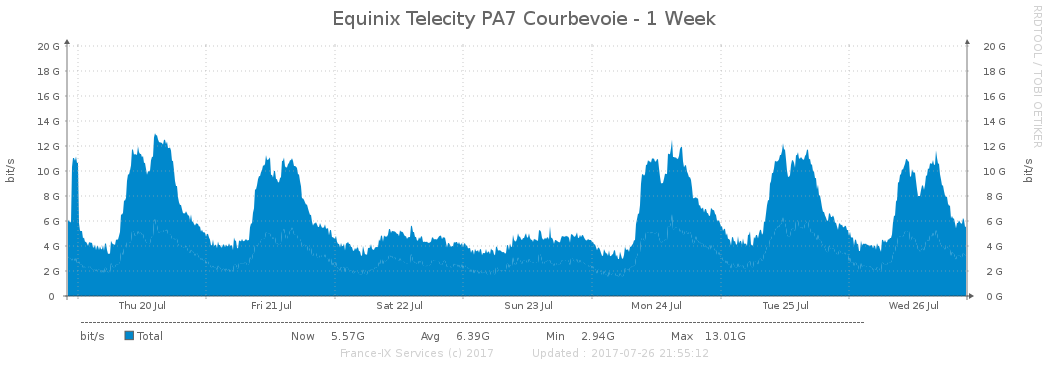 Equinix Telecity PA7 Courbevoie - 1 Week
RRDTOOL / TOBI OETIKER
20 G 20 G
18 G 18 G
16 G 16 G
14 G 14 G
12 G 12 G
10 G 10 G
8 G 8 G
6 G 6 G
4 G 4 G
2 G 2 G
0 0 G
bit/s
bit/s
Thu 20 Jul Fri 21 Jul Sat 22 Jul Sun 23 Jul Mon 24 Jul Tue 25 Jul Wed 26 Jul
bit/s Total Now 5.57G Avg 6.39G Min 2.94G Max 13.01G
France-IX Services (c) 2017 Updated : 2017-07-26 21:55:12